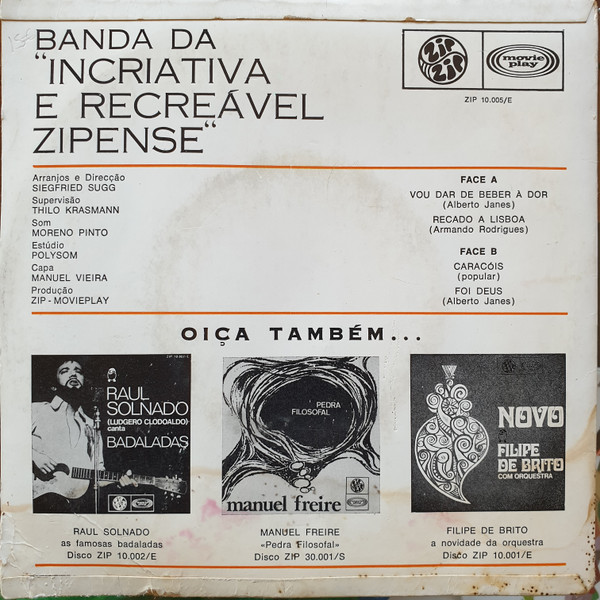 BANDA DA
“INCRIATIVA
E RECREÁVEL
ZIPENSE“
ZIP
ZIP
movie
play
ZIP 10.005/E
Arranjos e Direcção
SIEGFRIED SUGG
Supervisão
THILO KRASMANN
Som
MORENO PINTO
Estúdio
POLYSOM
Capa
MANUEL VIEIRA
Produção
ZIP - MOVIEPLAY
FACE A
VOU DAR DE BEBER À DOR
(Alberto Janes)
RECADO A LISBOA
(Armando Rodrigues)
FACE B
CARACÓIS
(popular)
FOI DEUS
(Alberto Janes)
OIÇA TAMBÉM...
RAUL
SOLNADO
(LUDGERO CLODOALDO)
canta
BADALADAS
PEDRA
FILOSOFAL
manuel freire
NOVO
FILIPE
DE BRITO
COM ORQUESTRA
RAUL SOLNADO
as famosas badaladas
Disco ZIP 10.002/E
MANUEL FREIRE
«Pedra Filosofal»
Disco ZIP 30.001/S
FILIPE DE BRITO
a novidade da orquestra
Disco ZIP 10.001/E